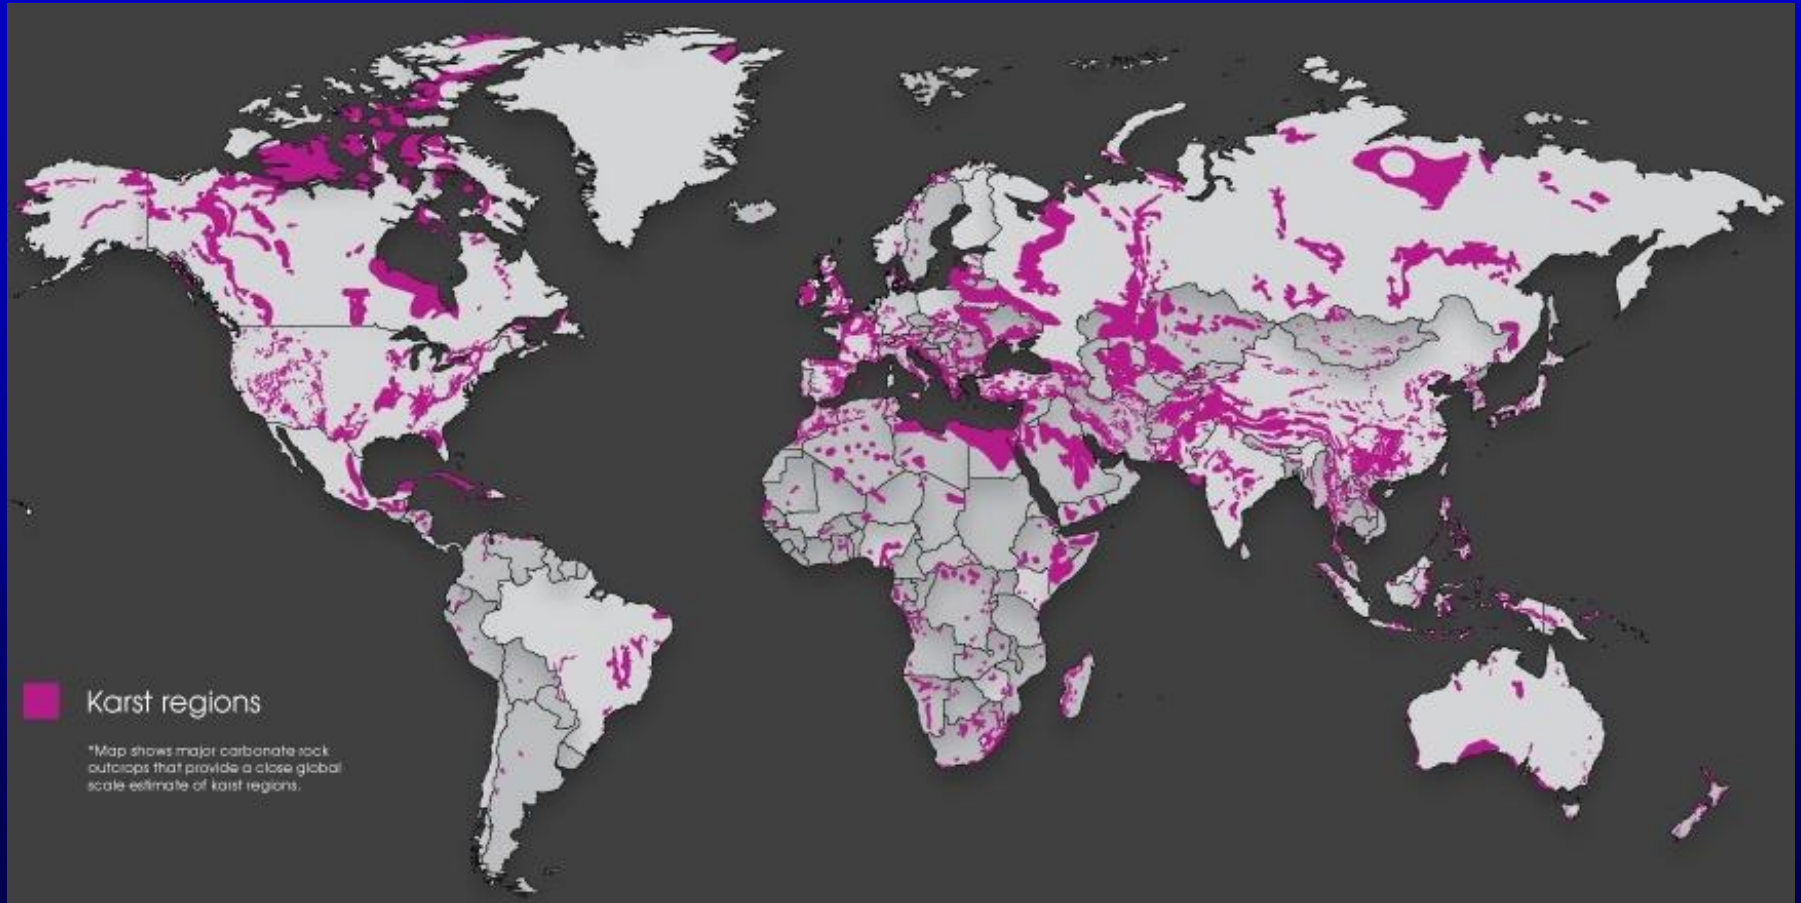 Karst regions
*Map shows major carbonate rock
outcrops that provide a close global
scale estimate of karst regions.